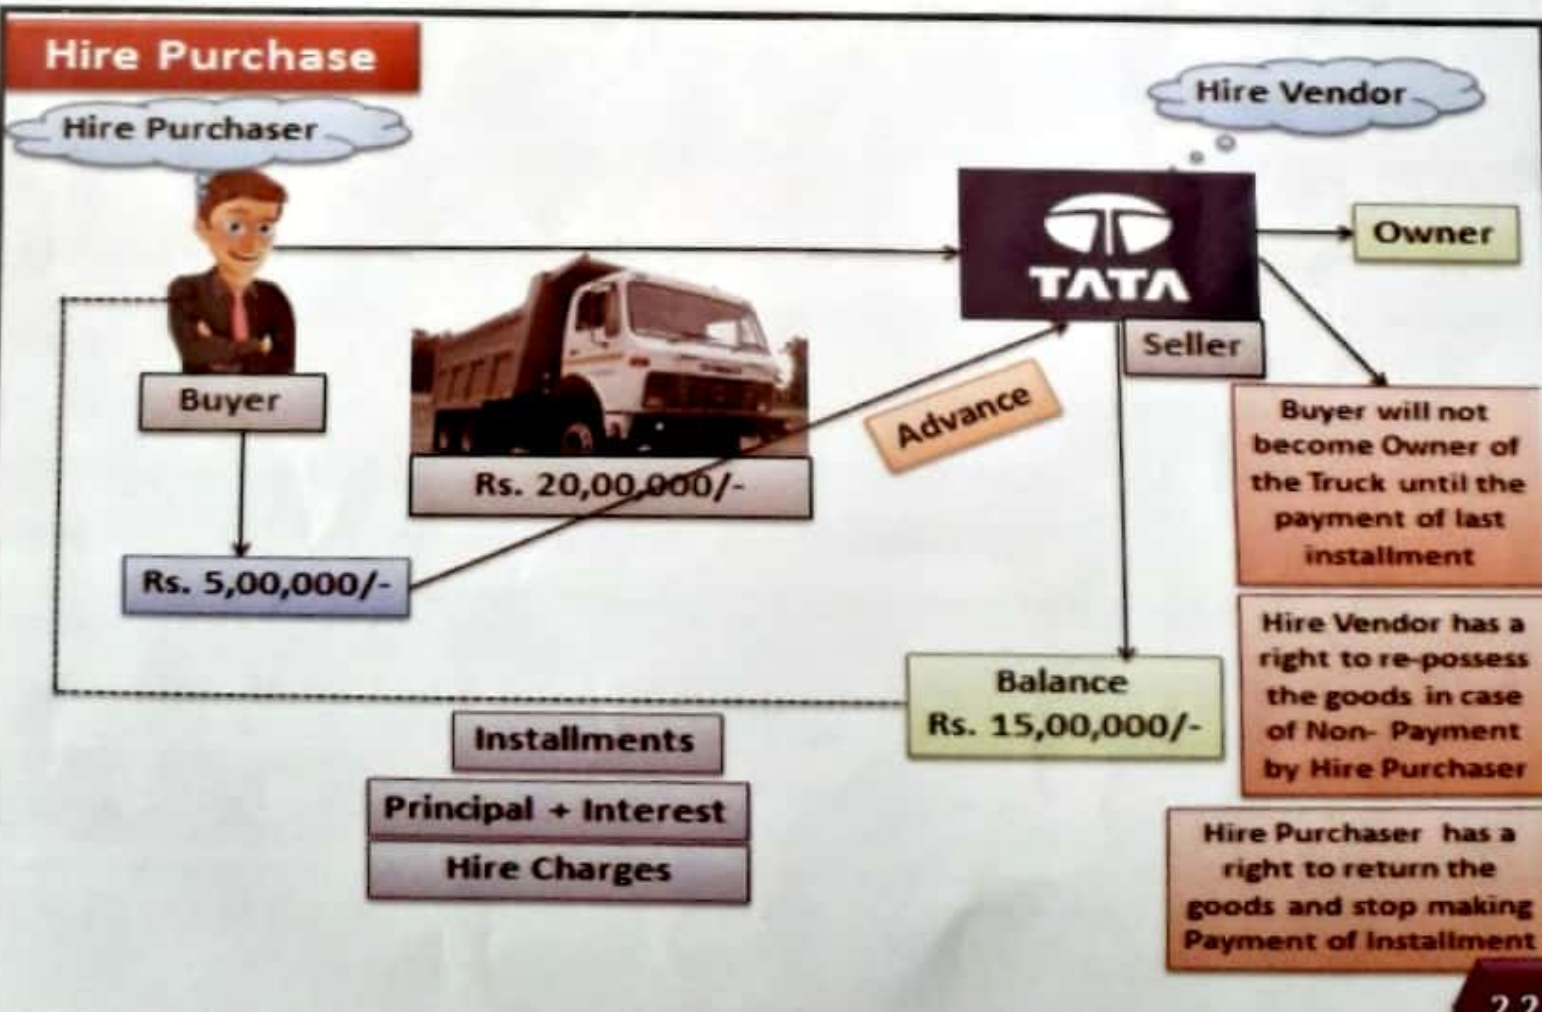 Hire Purchase
Hire Purchaser
Hire Vendor
TATA
Owner
Seller
Buyer
Advance
Rs. 20,00,000/-
Rs. 5,00,000/-
Buyer will not
become Owner of
the Truck until the
payment of last
installment
Hire Vendor has a
right to re-possess
the goods in case
of Non- Payment
by Hire Purchaser
Balance
Rs. 15,00,000/-
Installments
Principal + Interest
Hire Charges
Hire Purchaser has a
right to return the
goods and stop making
Payment of Installment
2.2